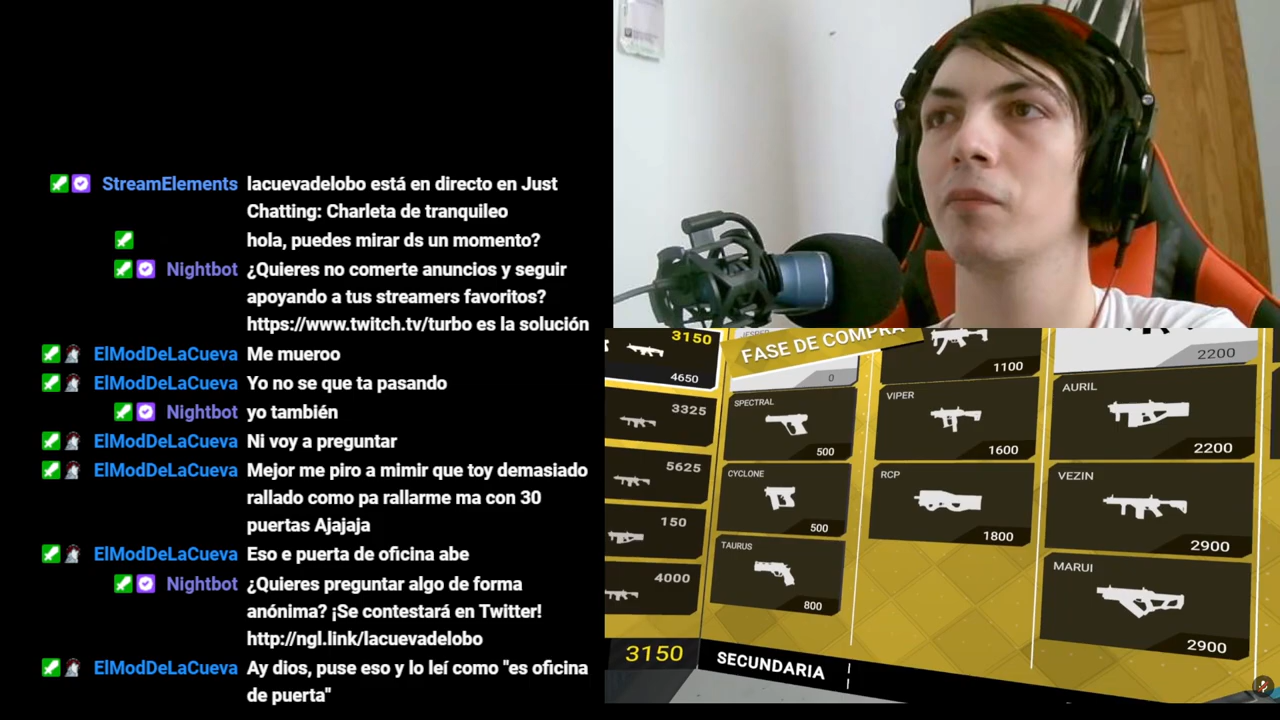 StreamElements lacuevadelobo está en directo en Just
Chatting: Charleta de tranquileo
hola, puedes mirar ds un momento?
Nightbot ¿Quieres no comerte anuncios y seguir
apoyando a tus streamers favoritos?
https://www.twitch.tv/turbo es la solución
ElModDeLaCueva Me mueroo
ElModDeLaCueva Yo no se que ta pasando
Nightbot yo también
ElModDeLaCueva Ni voy a preguntar
ElModDeLaCueva Mejor me piro a mimir que toy demasiado
rallado como pa rallarme ma con 30
puertas Ajajaja
ElModDeLaCueva Eso e puerta de oficina abe
Nightbot ¿Quieres preguntar algo de forma
anónima? ¡Se contestará en Twitter!
http://ngl.link/lacuevadelobo
ElModDeLaCueva Ay dios, puse eso y lo leí como "es oficina
de puerta"
3150
4650
3325
5625
150
4000
3150
FASE DE COMPRA
0
SPECTRAL
500
CYCLONE
500
TAURUS
800
SECUNDARIA
1100
VIPER
1600
RCP
1800
2200
AURIL
2200
VEZIN
2900
MARUI
2900